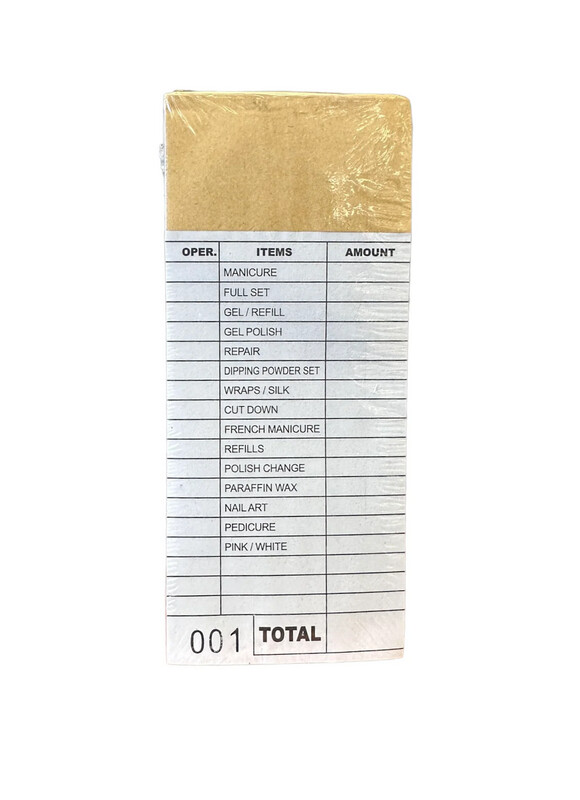 OPER. ITEMS AMOUNT
MANICURE
FULL SET
GEL / REFILL
GEL POLISH
REPAIR
DIPPING POWDER SET
WRAPS / SILK
CUT DOWN
FRENCH MANICURE
REFILLS
POLISH CHANGE
PARAFFIN WAX
NAIL ART
PEDICURE
PINK / WHITE
001 TOTAL